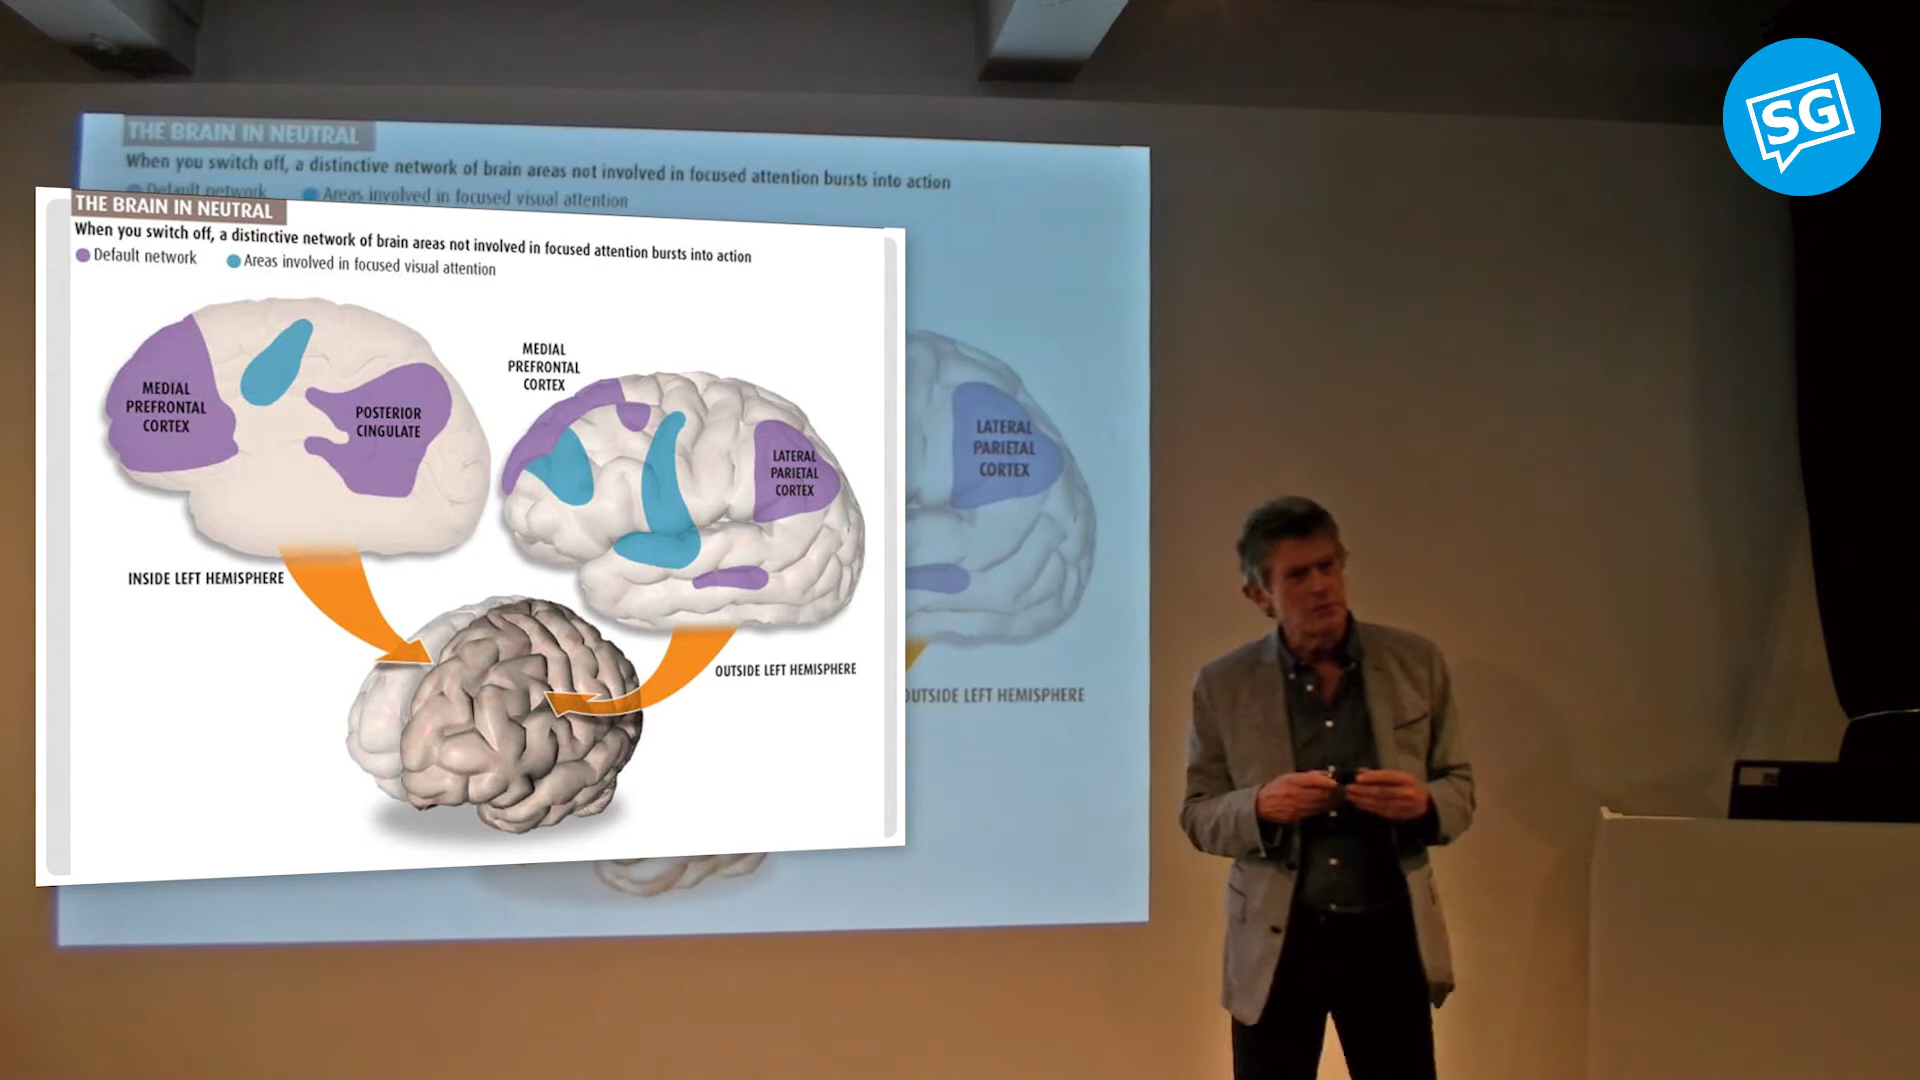 SG
THE BRAIN IN NEUTRAL
When you switch off, a distinctive network of brain areas not involved in focused attention bursts into action
Default network Areas involved in focused visual attention
THE BRAIN IN NEUTRAL
When you switch off, a distinctive network of brain areas not involved in focused attention bursts into action
Default network Areas involved in focused visual attention
MEDIAL
PREFRONTAL
CORTEX
POSTERIOR
CINGULATE
MEDIAL
PREFRONTAL
CORTEX
LATERAL
PARIETAL
CORTEX
LATERAL
PARIETAL
CORTEX
INSIDE LEFT HEMISPHERE
OUTSIDE LEFT HEMISPHERE
OUTSIDE LEFT HEMISPHERE